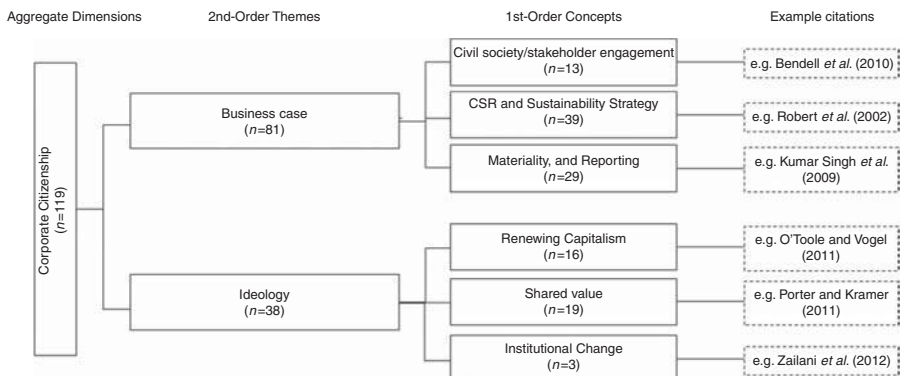 Aggregate Dimensions
2nd-Order Themes
1st-Order Concepts
Example citations
Corporate Citizenship
(n=119)
Business case
(n=81)
Civil society/stakeholder engagement
(n=13)
e.g. Bendell et al. (2010)
CSR and Sustainability Strategy
(n=39)
e.g. Robert et al. (2002)
Materiality, and Reporting
(n=29)
e.g. Kumar Singh et al.
(2009)
Ideology
(n=38)
Renewing Capitalism
(n=16)
e.g. O'Toole and Vogel
(2011)
Shared value
(n=19)
e.g. Porter and Kramer
(2011)
Institutional Change
(n=3)
e.g. Zailani et al. (2012)